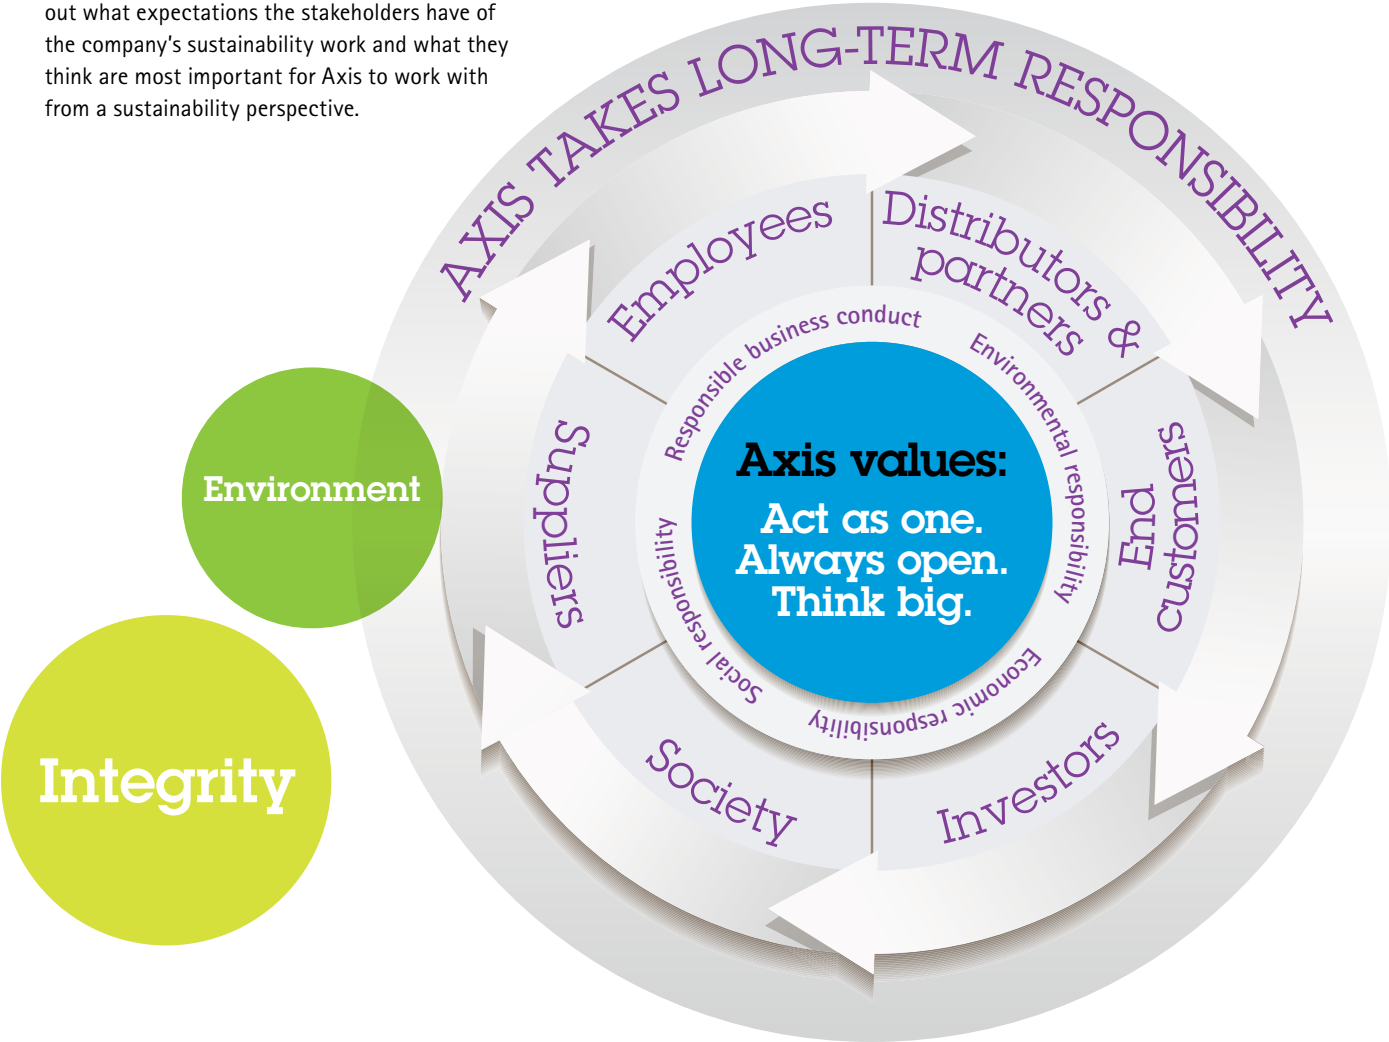 out what expectations the stakeholders have of
the company’s sustainability work and what they
think are most important for Axis to work with
from a sustainability perspective.
AXIS TAKES LONG-TERM RESPONSIBILITY
Employees
Distributors &
partners
End
customers
Investors
Society
Suppliers
Responsible business conduct
Environmental responsibility
Economic responsibility
Social responsibility
Axis values:
Act as one.
Always open.
Think big.
Environment
Integrity